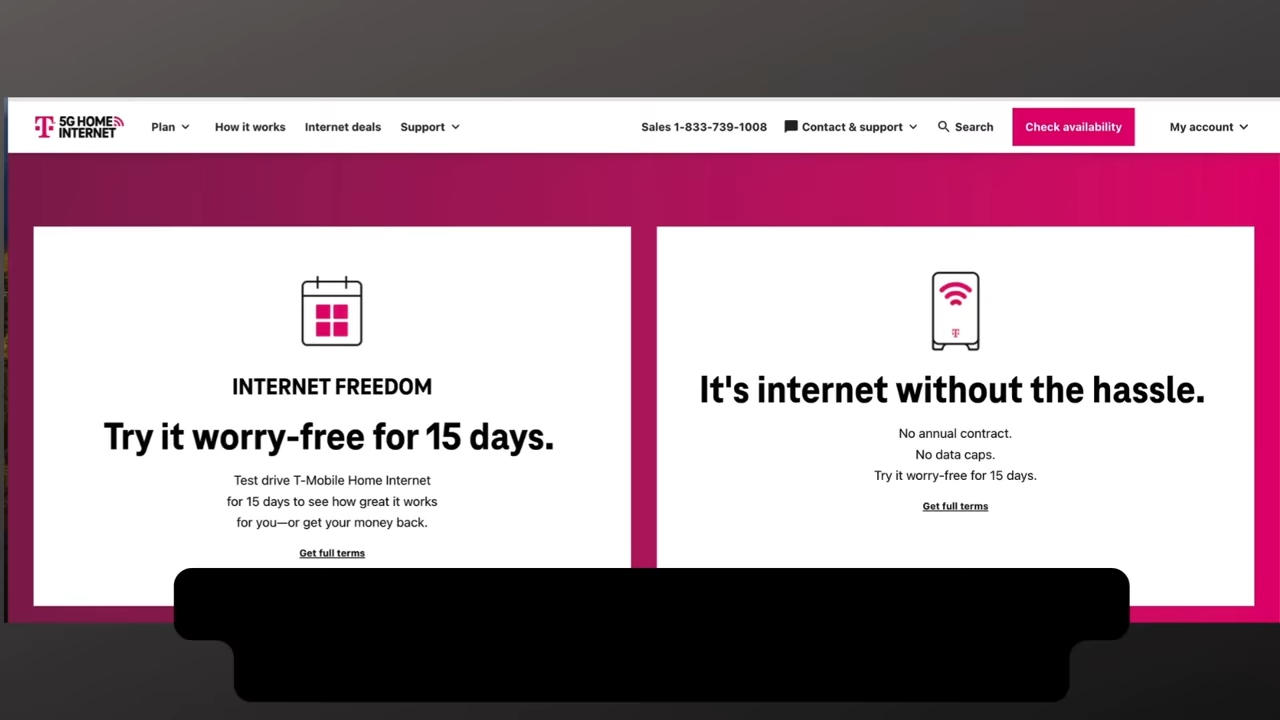 T 5G HOME INTERNET
Plan
How it works
Internet deals
Support
Sales 1-833-739-1008
Contact & support
Search
Check availability
My account
INTERNET FREEDOM
Try it worry-free for 15 days.
Test drive T-Mobile Home Internet
for 15 days to see how great it works
for you—or get your money back.
Get full terms
T
It's internet without the hassle.
No annual contract.
No data caps.
Try it worry-free for 15 days.
Get full terms